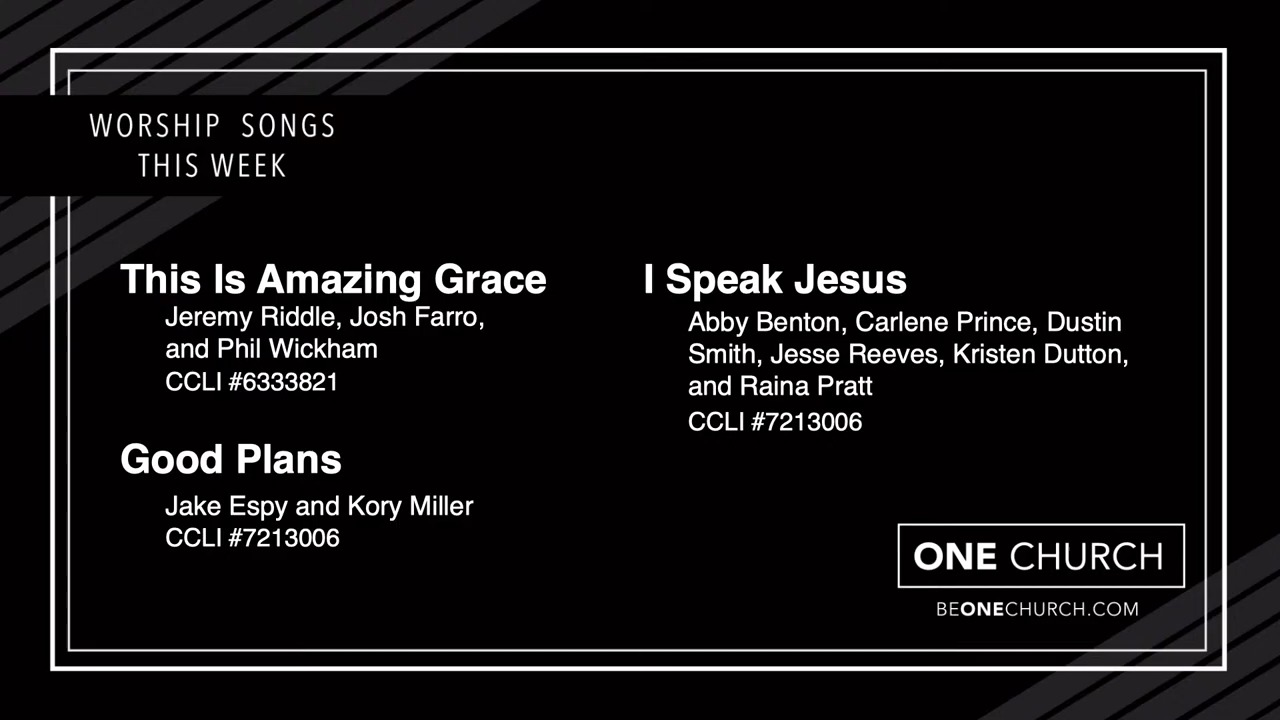 WORSHIP SONGS
THIS WEEK
This Is Amazing Grace
Jeremy Riddle, Josh Farro,
and Phil Wickham
CCLI #6333821
Good Plans
Jake Espy and Kory Miller
CCLI #7213006
I Speak Jesus
Abby Benton, Carlene Prince, Dustin
Smith, Jesse Reeves, Kristen Dutton,
and Raina Pratt
CCLI #7213006
ONE CHURCH
BEONECHURCH.COM